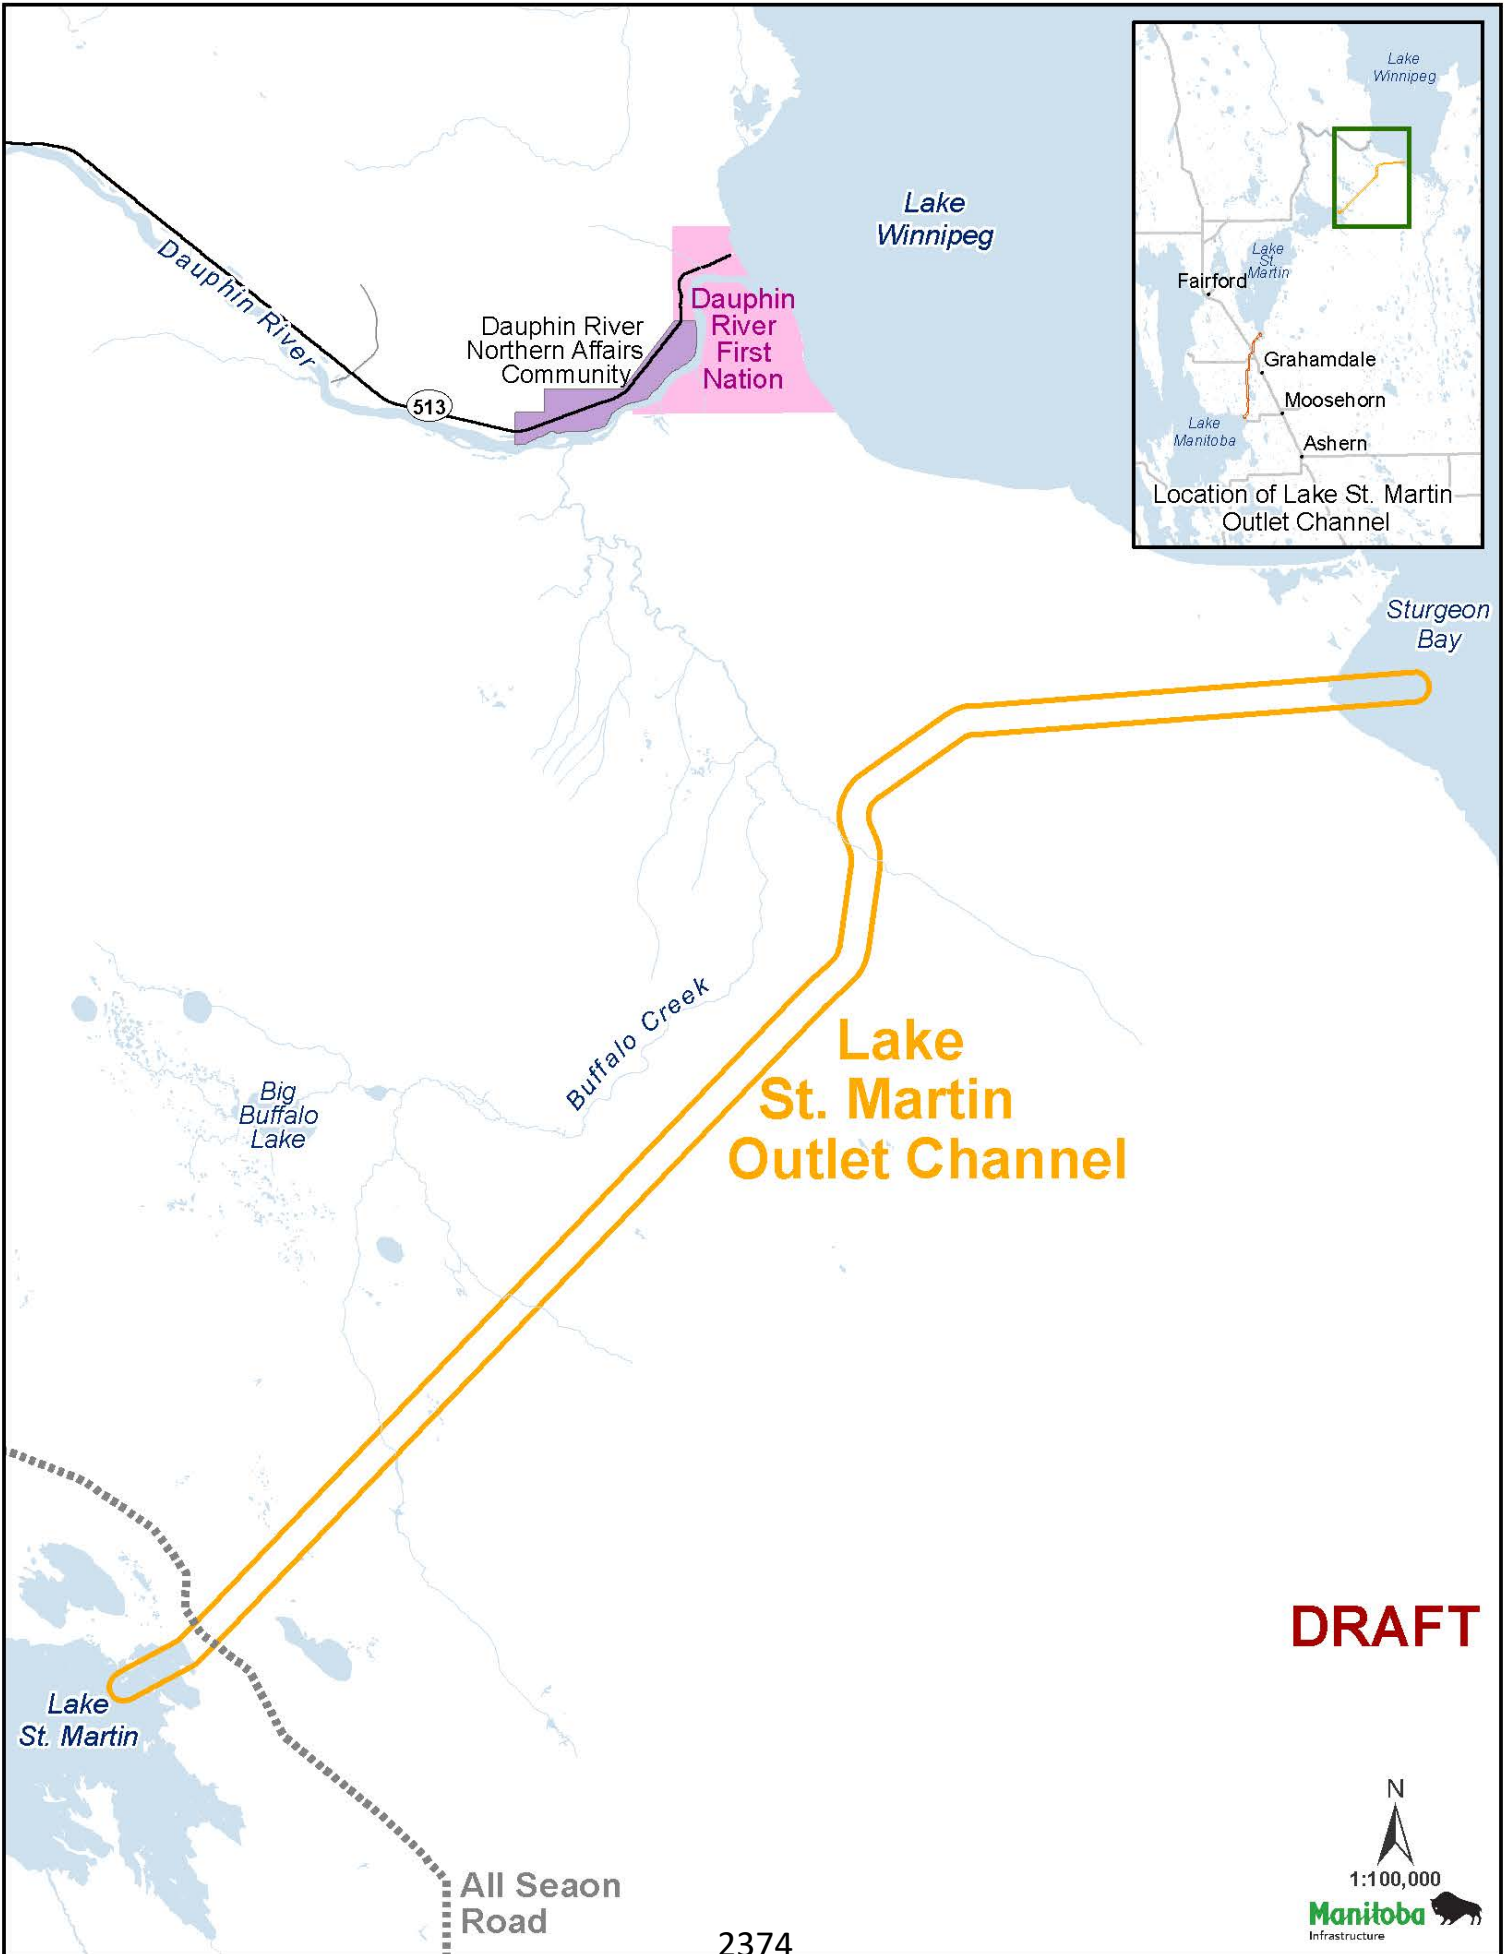 Lake
Winnipeg
Lake
Winnipeg
Lake
St.
Martin
Fairford
Grahamdale
Moosehorn
Lake
Manitoba
Ashern
Location of Lake St. Martin
Outlet Channel
Dauphin River
Dauphin River
Northern Affairs
Community
Dauphin
River
First
Nation
513
Sturgeon
Bay
Buffalo Creek
Lake
St. Martin
Outlet Channel
Big
Buffalo
Lake
DRAFT
Lake
St. Martin
All Seaon
Road
N
1:100,000
Manitoba
Infrastructure
2374